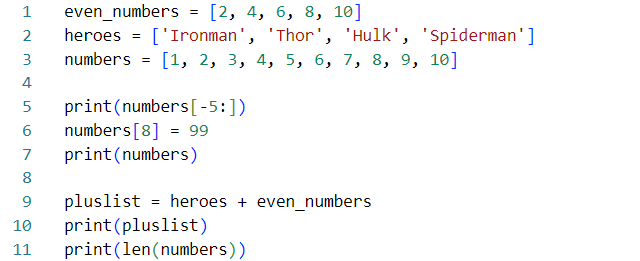 1 even_numbers = [2, 4, 6, 8, 10]
2 heroes = ['Ironman', 'Thor', 'Hulk', 'Spiderman']
3 numbers = [1, 2, 3, 4, 5, 6, 7, 8, 9, 10]
4
5 print(numbers[-5:])
6 numbers[8] = 99
7 print(numbers)
8
9 pluslist = heroes + even_numbers
10 print(pluslist)
11 print(len(numbers))